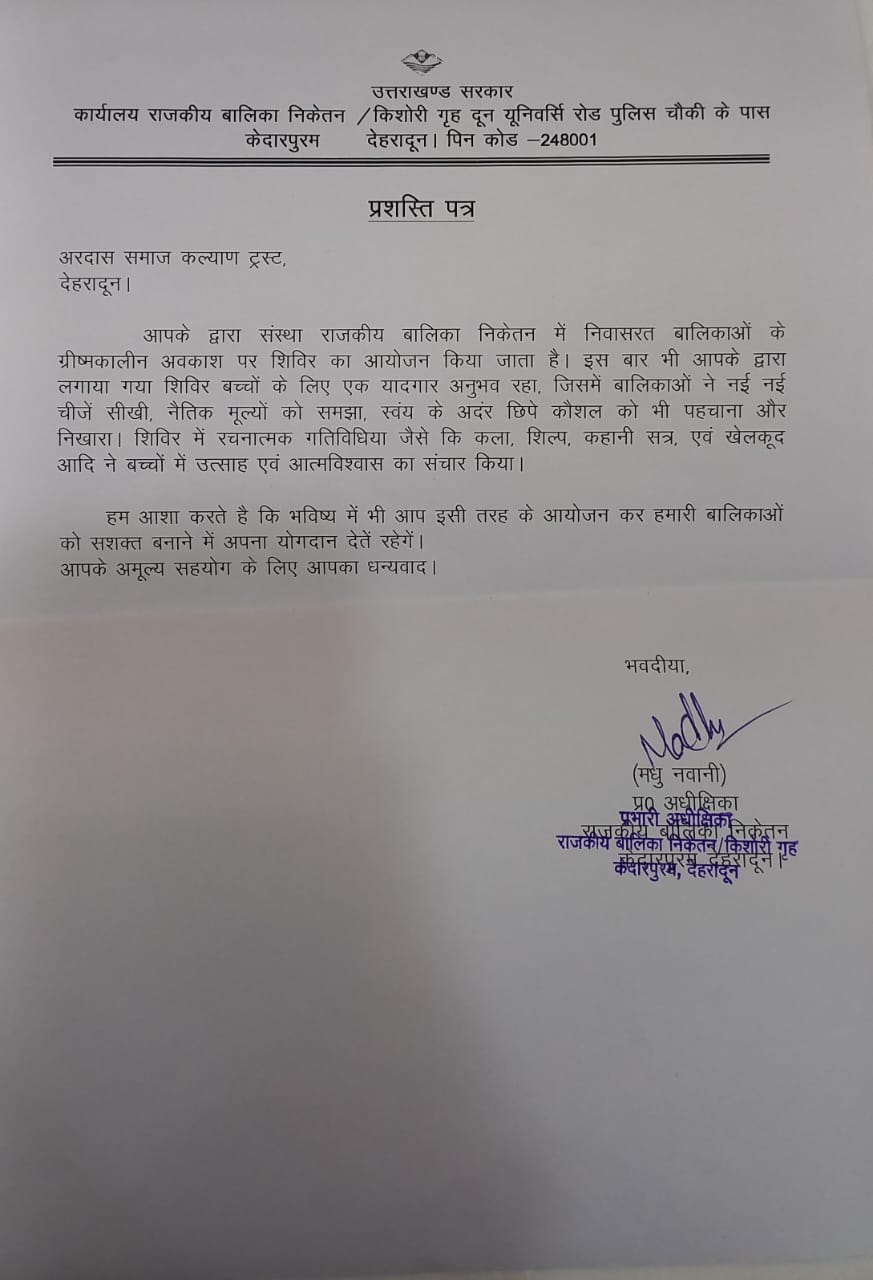 उत्तराखण्ड सरकार
कार्यालय राजकीय बालिका निकेतन /किशोरी गृह दून यूनिवर्सि रोड पुलिस चौकी के पास
केदारपुरम देहरादून। पिन कोड –248001
प्रशस्ति पत्र
अरदास समाज कल्याण ट्रस्ट,
देहरादून।
आपके द्वारा संस्था राजकीय बालिका निकेतन में निवासरत बालिकाओं के
ग्रीष्मकालीन अवकाश पर शिविर का आयोजन किया जाता है। इस बार भी आपके द्वारा
लगाया गया शिविर बच्चों के लिए एक यादगार अनुभव रहा, जिसमें बालिकाओं ने नई नई
चीजें सीखी, नैतिक मूल्यों को समझा, स्वंय के अदंर छिपे कौशल को भी पहचाना और
निखारा। शिविर में रचनात्मक गतिविधिया जैसे कि कला, शिल्प, कहानी सत्र, एवं खेलकूद
आदि ने बच्चों में उत्साह एवं आत्मविश्वास का संचार किया।
हम आशा करते है कि भविष्य में भी आप इसी तरह के आयोजन कर हमारी बालिकाओं
को सशक्त बनाने में अपना योगदान देतें रहेगें।
आपके अमूल्य सहयोग के लिए आपका धन्यवाद।
भवदीया,
Madhu
(मधु नवानी)
प्र0 अधीक्षिका
प्रभारी अधीक्षिका
राजकीय बालिका निकेतन
राजकीय बालिका निकेतन/किशोरी गृह
केदारपुरम देहरादून।
केदारपुरम, देहरादून